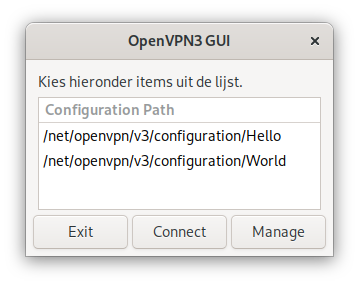 OpenVPN3 GUI
Kies hieronder items uit de lijst.
Configuration Path
/net/openvpn/v3/configuration/Hello
/net/openvpn/v3/configuration/World
Exit Connect Manage